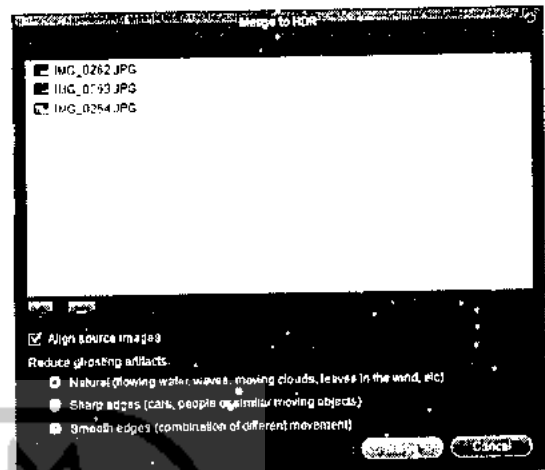 Merge to HDR
IMG_0262.JPG
IMG_0263.JPG
IMG_0264.JPG
Align source images
Reduce ghosting artifacts
Natural (flowing water, waves, moving clouds, leaves in the wind, etc)
Sharp edges (cars, people or similar moving objects)
Smooth edges (combination of different movement)
Cancel